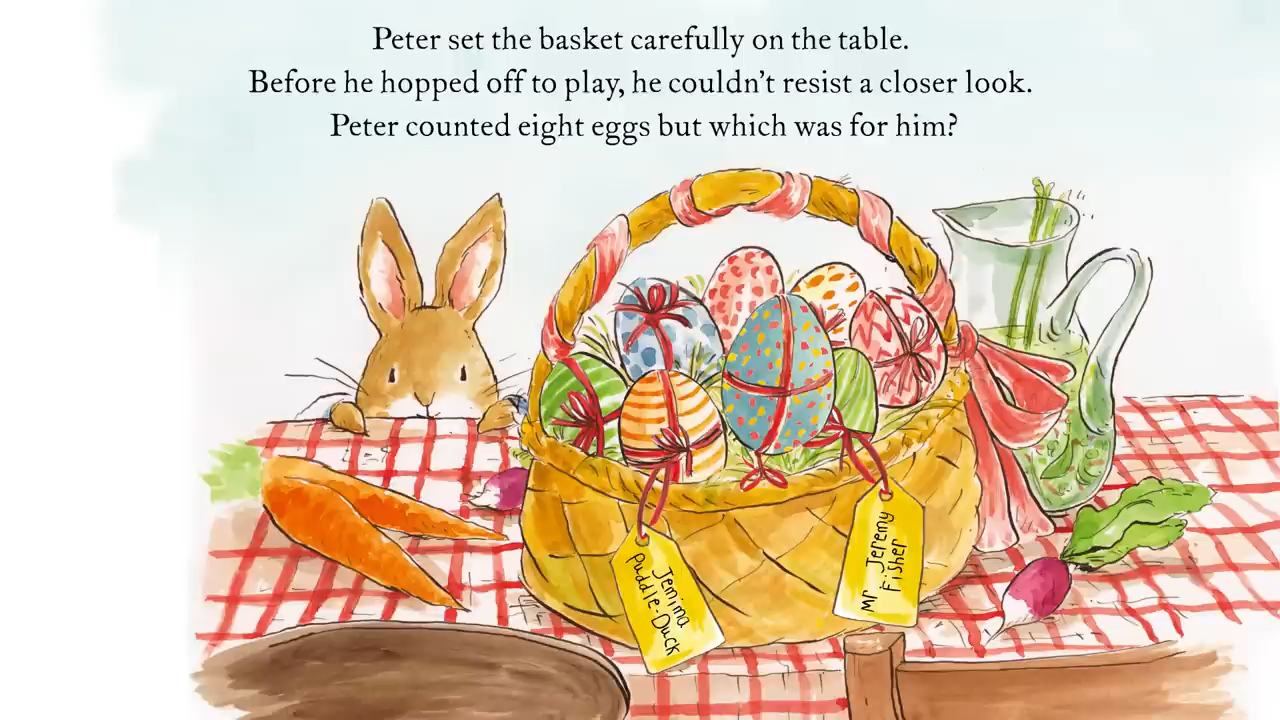 Peter set the basket carefully on the table.
Before he hopped off to play, he couldn’t resist a closer look.
Peter counted eight eggs but which was for him?
Jemima
Puddle-Duck
Mr Jeremy
Fisher